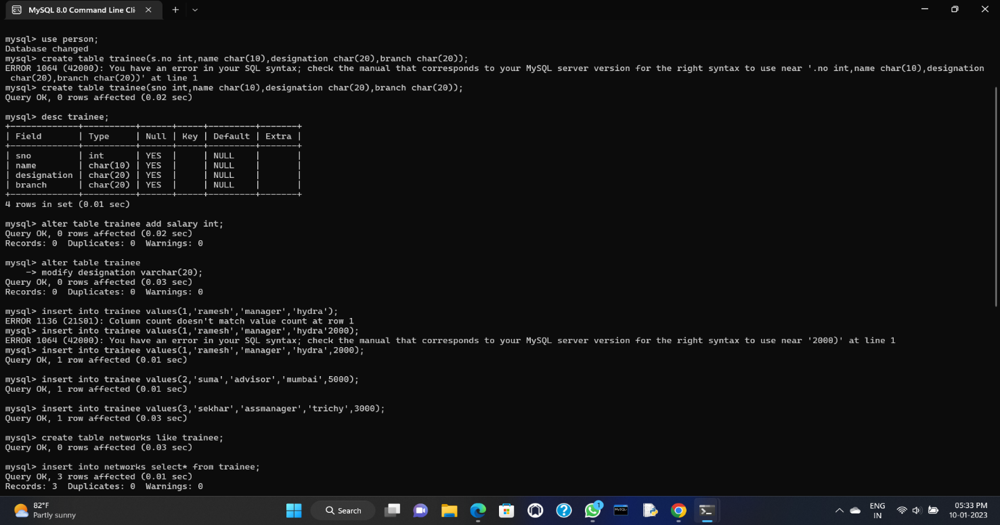 MySQL 8.0 Command Line Cli
mysql> use person;
Database changed
mysql> create table trainee(s.no int,name char(10),designation char(20),branch char(20));
ERROR 1064 (42000): You have an error in your SQL syntax; check the manual that corresponds to your MySQL server version for the right syntax to use near '.no int,name char(10),designation
 char(20),branch char(20))' at line 1
mysql> create table trainee(sno int,name char(10),designation char(20),branch char(20));
Query OK, 0 rows affected (0.02 sec)
mysql> desc trainee;
+-------------+----------+------+-----+---------+-------+
| Field       | Type     | Null | Key | Default | Extra |
+-------------+----------+------+-----+---------+-------+
| sno         | int      | YES  |     | NULL    |       |
| name        | char(10) | YES  |     | NULL    |       |
| designation | char(20) | YES  |     | NULL    |       |
| branch      | char(20) | YES  |     | NULL    |       |
+-------------+----------+------+-----+---------+-------+
4 rows in set (0.01 sec)
mysql> alter table trainee add salary int;
Query OK, 0 rows affected (0.02 sec)
Records: 0  Duplicates: 0  Warnings: 0
mysql> alter table trainee
    -> modify designation varchar(20);
Query OK, 0 rows affected (0.03 sec)
Records: 0  Duplicates: 0  Warnings: 0
mysql> insert into trainee values(1,'ramesh','manager','hydra');
ERROR 1136 (21S01): Column count doesn't match value count at row 1
mysql> insert into trainee values(1,'ramesh','manager','hydra'2000);
ERROR 1064 (42000): You have an error in your SQL syntax; check the manual that corresponds to your MySQL server version for the right syntax to use near '2000)' at line 1
mysql> insert into trainee values(1,'ramesh','manager','hydra',2000);
Query OK, 1 row affected (0.01 sec)
mysql> insert into trainee values(2,'suma','advisor','mumbai',5000);
Query OK, 1 row affected (0.01 sec)
mysql> insert into trainee values(3,'sekhar','assmanager','trichy',3000);
Query OK, 1 row affected (0.03 sec)
mysql> create table networks like trainee;
Query OK, 0 rows affected (0.03 sec)
mysql> insert into networks select* from trainee;
Query OK, 3 rows affected (0.01 sec)
Records: 3  Duplicates: 0  Warnings: 0
82°F
Partly sunny
Search
1
MySQL
ENG
IN
05:33 PM
10-01-2023